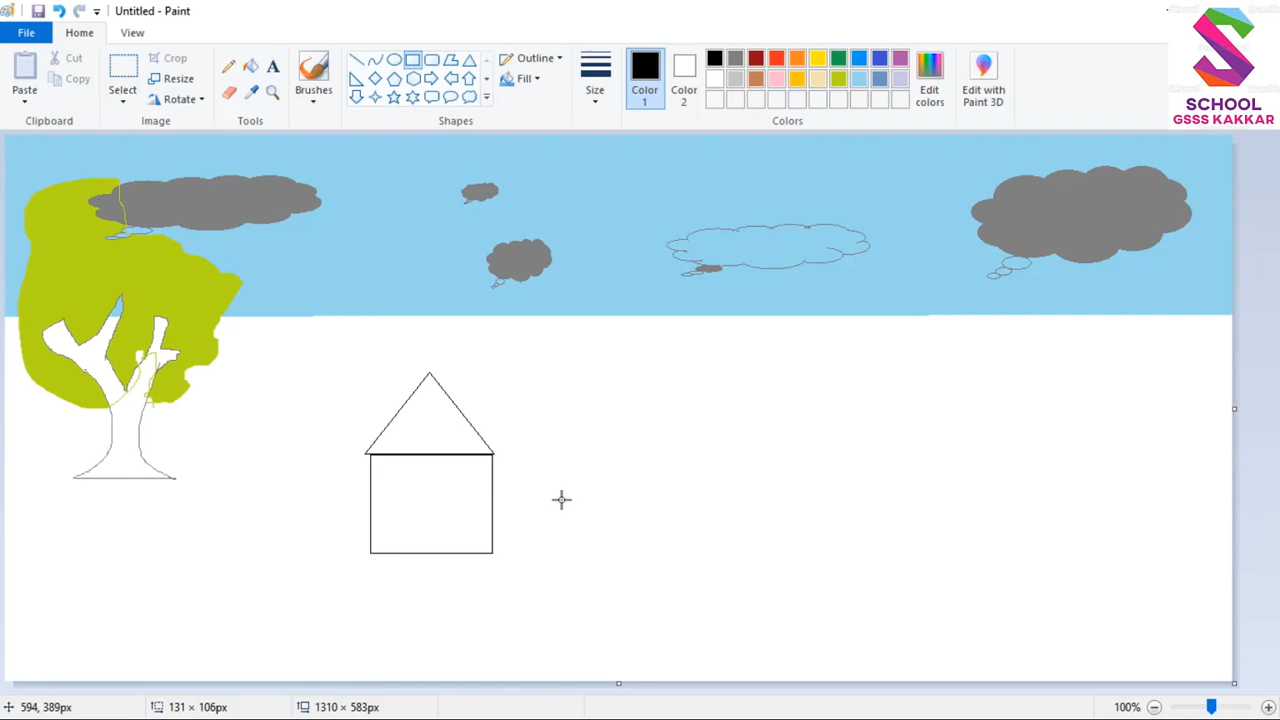 Untitled - Paint
File
Home
View
Paste
Cut
Copy
Clipboard
Select
Crop
Resize
Rotate
Image
A
Tools
Brushes
Shapes
Outline
Fill
Size
Color 1
Color 2
Edit colors
Edit with Paint 3D
Colors
SCHOOL
GSSS KAKKAR
594, 389px
131 × 106px
1310 × 583px
100%